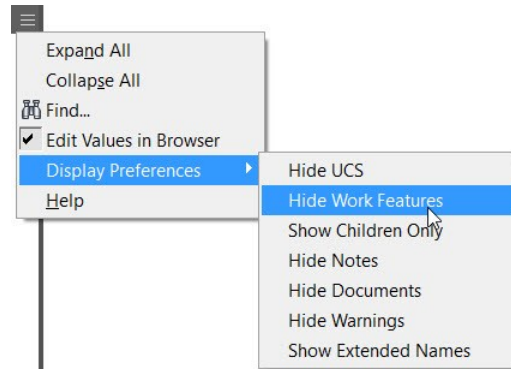 Expand All
Collapse All
Find...
Edit Values in Browser
Display Preferences
Help
Hide UCS
Hide Work Features
Show Children Only
Hide Notes
Hide Documents
Hide Warnings
Show Extended Names